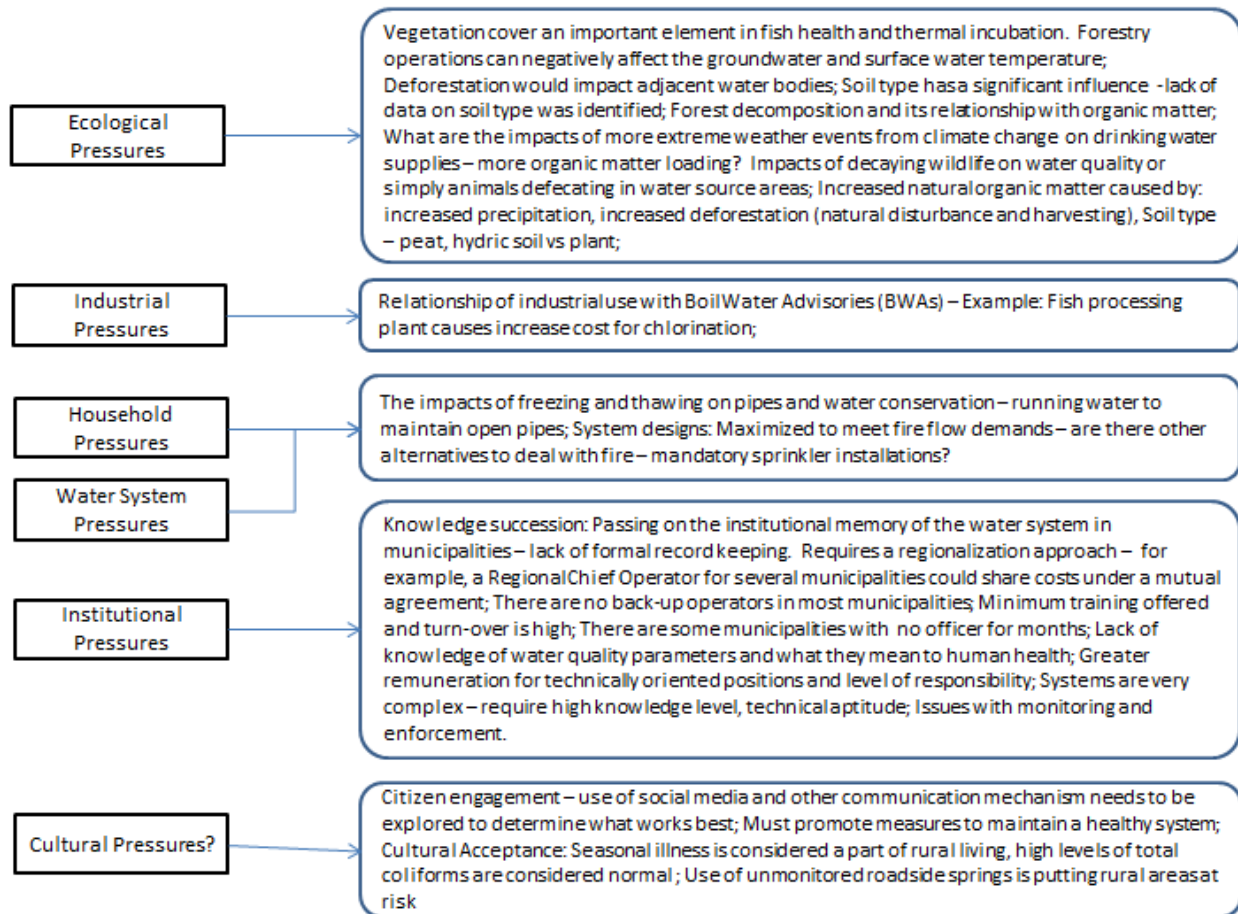 Ecological
Pressures
Vegetation cover an important element in fish health and thermal incubation.  Forestry
operations can negatively affect the groundwater and surface water temperature;
Deforestation would impact adjacent water bodies; Soil type has a significant influence - lack of
data on soil type was identified; Forest decomposition and its relationship with organic matter;
What are the impacts of more extreme weather events from climate change on drinking water
supplies – more organic matter loading?  Impacts of decaying wildlife on water quality or
simply animals defecating in water source areas; Increased natural organic matter caused by:
increased precipitation, increased deforestation (natural disturbance and harvesting), Soil type
– peat, hydric soil vs plant;
Industrial
Pressures
Relationship of industrial use with Boil Water Advisories (BWAs) – Example: Fish processing
plant causes increase cost for chlorination;
Household
Pressures
Water System
Pressures
The impacts of freezing and thawing on pipes and water conservation – running water to
maintain open pipes; System designs: Maximized to meet fire flow demands – are there other
alternatives to deal with fire – mandatory sprinkler installations?
Institutional
Pressures
Knowledge succession: Passing on the institutional memory of the water system in
municipalities – lack of formal record keeping.  Requires a regionalization approach – for
example, a Regional Chief Operator for several municipalities could share costs under a mutual
agreement; There are no back-up operators in most municipalities; Minimum training offered
and turn-over is high; There are some municipalities with no officer for months; Lack of
knowledge of water quality parameters and what they mean to human health; Greater
remuneration for technically oriented positions and level of responsibility; Systems are very
complex – require high knowledge level, technical aptitude; Issues with monitoring and
enforcement.
Cultural Pressures?
Citizen engagement – use of social media and other communication mechanism needs to be
explored to determine what works best; Must promote measures to maintain a healthy system;
Cultural Acceptance: Seasonal illness is considered a part of rural living, high levels of total
coliforms are considered normal ; Use of unmonitored roadside springs is putting rural areas at
risk